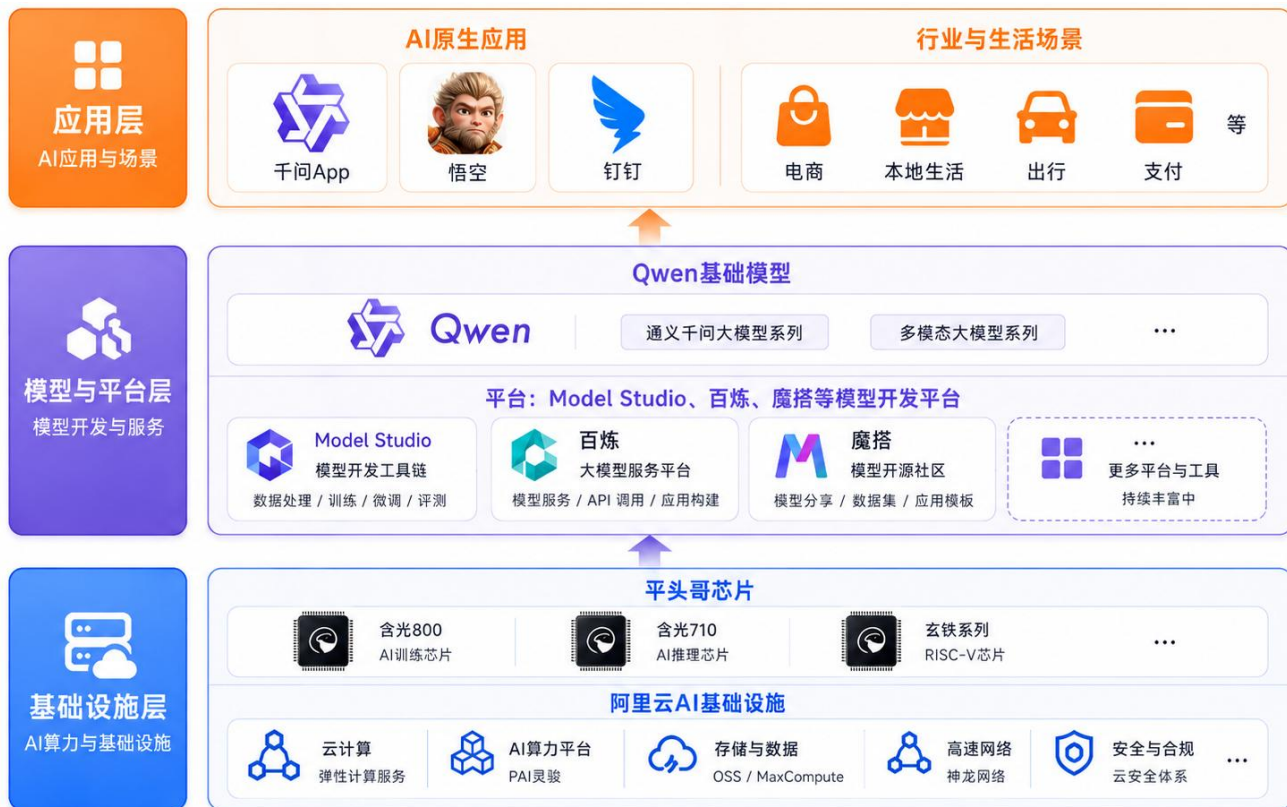 应用层
AI应用与场景
AI原生应用
千问App
悟空
钉钉
行业与生活场景
电商
本地生活
出行
支付
等
模型与平台层
模型开发与服务
Qwen基础模型
Qwen
通义千问大模型系列
多模态大模型系列
...
平台：Model Studio、百炼、魔搭等模型开发平台
Model Studio
模型开发工具链
数据处理 / 训练 / 微调 / 评测
百炼
大模型服务平台
模型服务 / API 调用 / 应用构建
魔搭
模型开源社区
模型分享 / 数据集 / 应用模板
...
更多平台与工具
持续丰富中
基础设施层
AI算力与基础设施
平头哥芯片
含光800
AI训练芯片
含光710
AI推理芯片
玄铁系列
RISC-V芯片
...
阿里云AI基础设施
云计算
弹性计算服务
AI算力平台
PAI灵骏
存储与数据
OSS / MaxCompute
高速网络
神龙网络
安全与合规
云安全体系
...